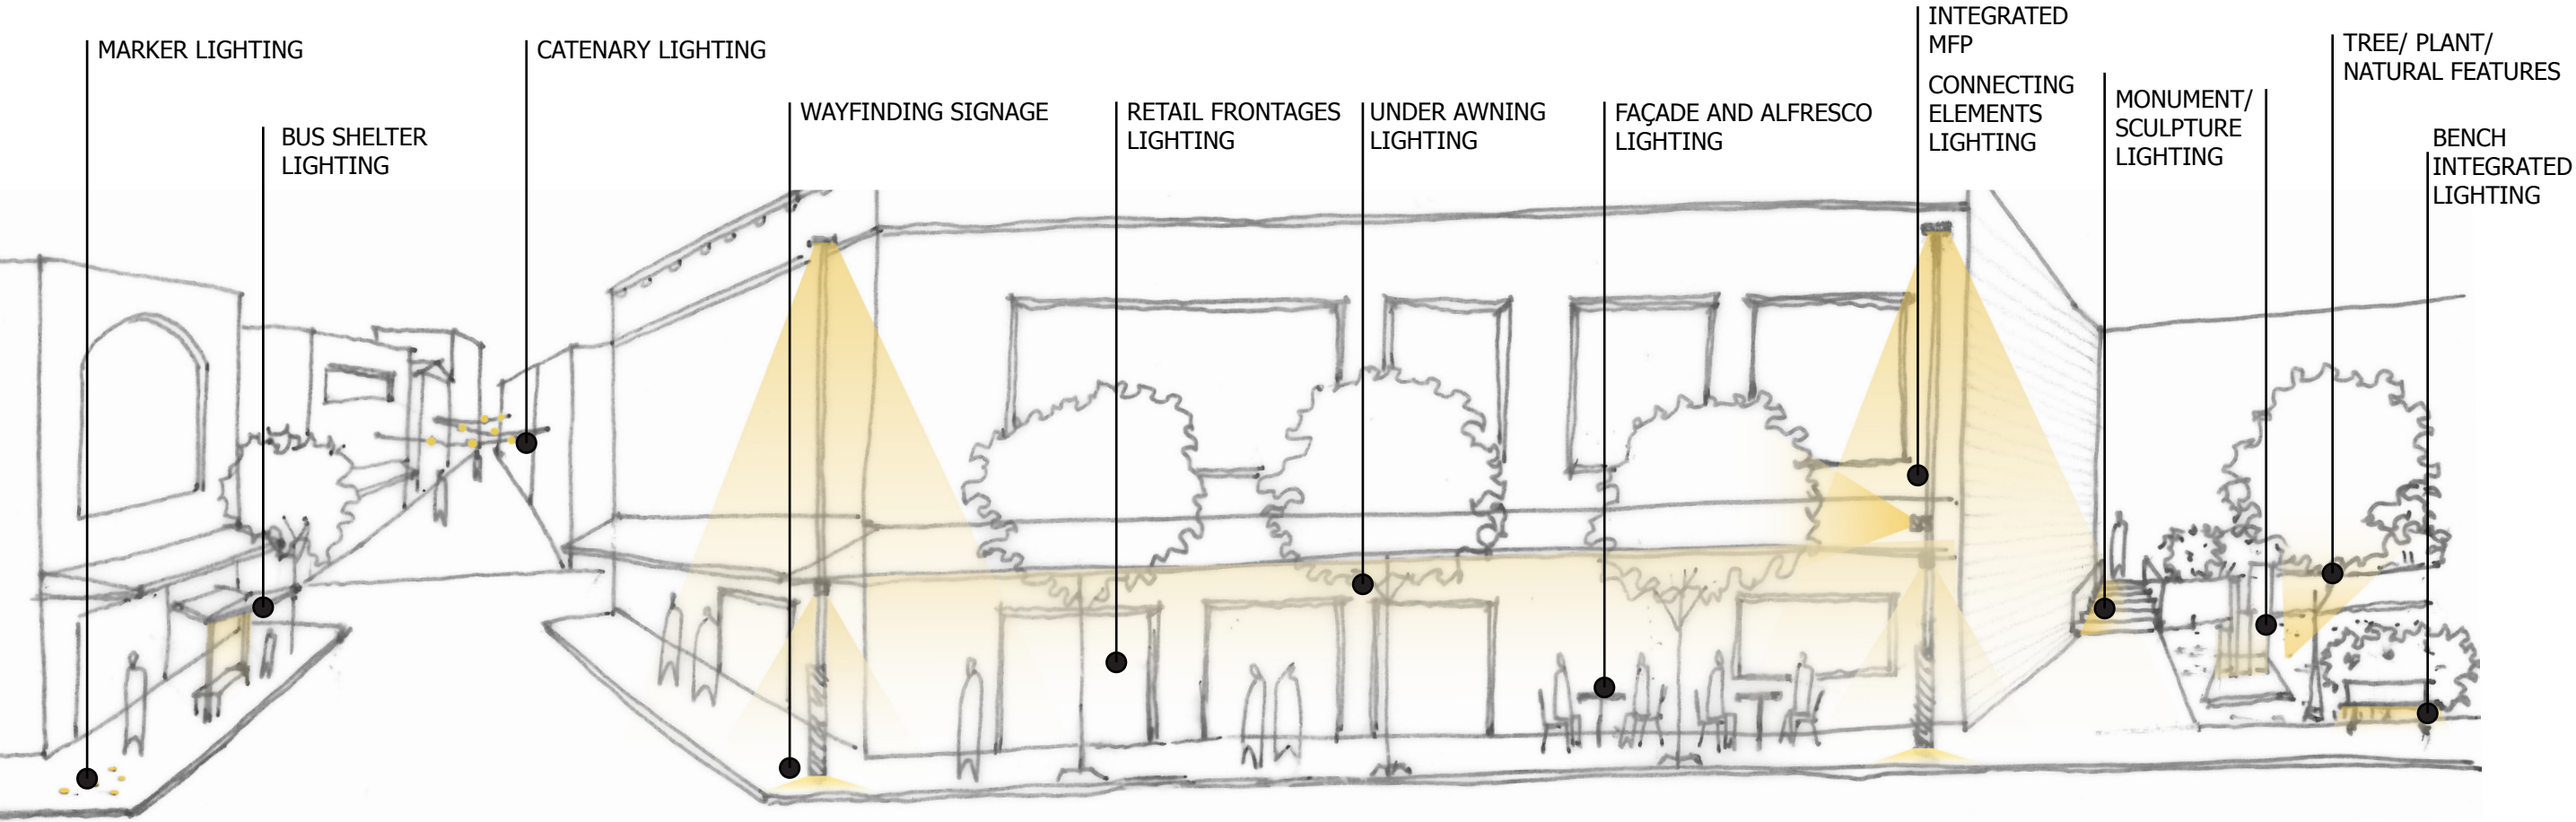 MARKER LIGHTING
BUS SHELTER
LIGHTING
CATENARY LIGHTING
WAYFINDING SIGNAGE
RETAIL FRONTAGES
LIGHTING
UNDER AWNING
LIGHTING
FAÇADE AND ALFRESCO
LIGHTING
INTEGRATED
MFP
CONNECTING
ELEMENTS
LIGHTING
MONUMENT/
SCULPTURE
LIGHTING
TREE/ PLANT/
NATURAL FEATURES
BENCH
INTEGRATED
LIGHTING